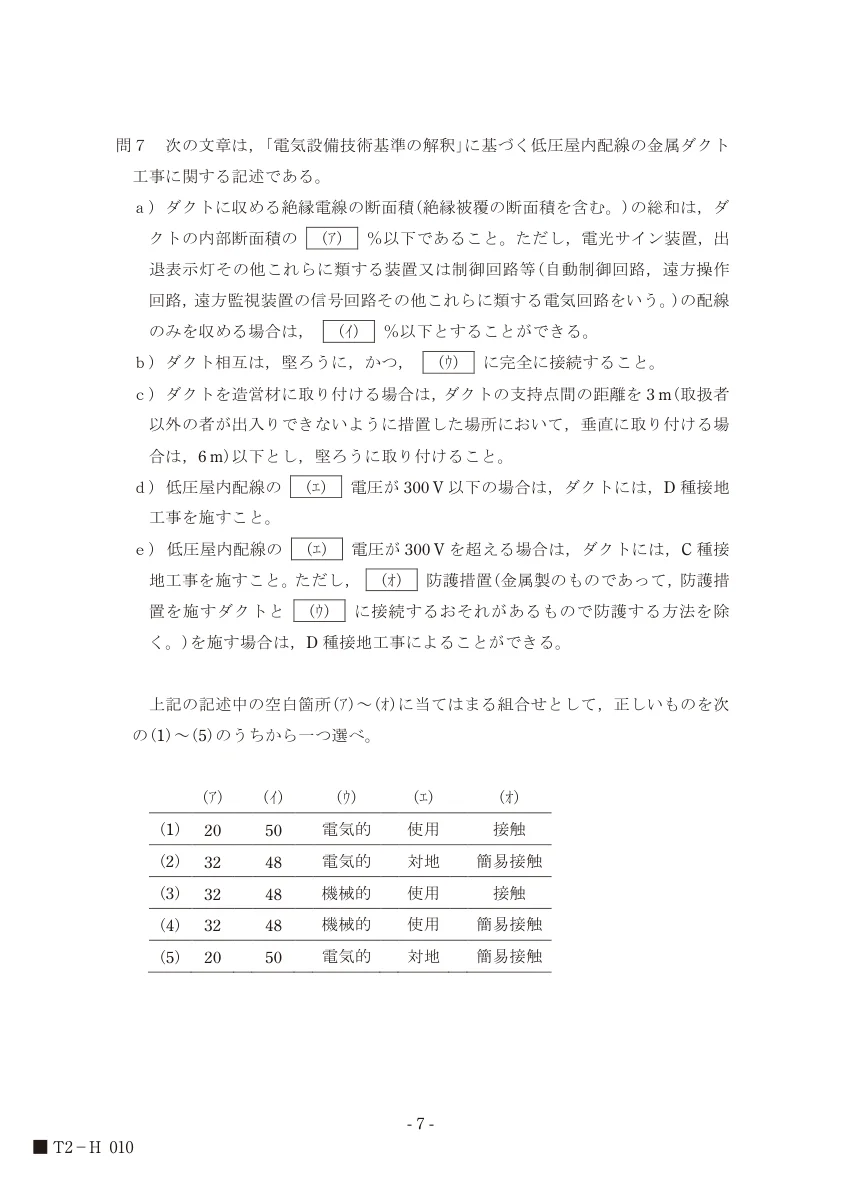 問7　次の文章は，「電気設備技術基準の解釈」に基づく低圧屋内配線の金属ダクト
工事に関する記述である。
a）ダクトに収める絶縁電線の断面積(絶縁被覆の断面積を含む。)の総和は，ダ
クトの内部断面積の (ア) %以下であること。ただし，電光サイン装置，出
退表示灯その他これらに類する装置又は制御回路等(自動制御回路，遠方操作
回路，遠方監視装置の信号回路その他これらに類する電気回路をいう。)の配線
のみを収める場合は， (イ) %以下とすることができる。
b）ダクト相互は，堅ろうに，かつ， (ウ) に完全に接続すること。
c）ダクトを造営材に取り付ける場合は，ダクトの支持点間の距離を3 m(取扱者
以外の者が出入りできないように措置した場所において，垂直に取り付ける場
合は，6 m)以下とし，堅ろうに取り付けること。
d）低圧屋内配線の (エ) 電圧が300 V以下の場合は，ダクトには，D種接地
工事を施すこと。
e）低圧屋内配線の (エ) 電圧が300 Vを超える場合は，ダクトには，C種接
地工事を施すこと。ただし， (オ) 防護措置(金属製のものであって，防護措
置を施すダクトと (ウ) に接続するおそれがあるもので防護する方法を除
く。)を施す場合は，D種接地工事によることができる。
上記の記述中の空白箇所(ア)～(オ)に当てはまる組合せとして，正しいものを次
の(1)～(5)のうちから一つ選べ。
(ア) (イ) (ウ) (エ) (オ)
(1) 20 50 電気的 使用 接触
(2) 32 48 電気的 対地 簡易接触
(3) 32 48 機械的 使用 接触
(4) 32 48 機械的 使用 簡易接触
(5) 20 50 電気的 対地 簡易接触
- 7 -
■ T2－H 010